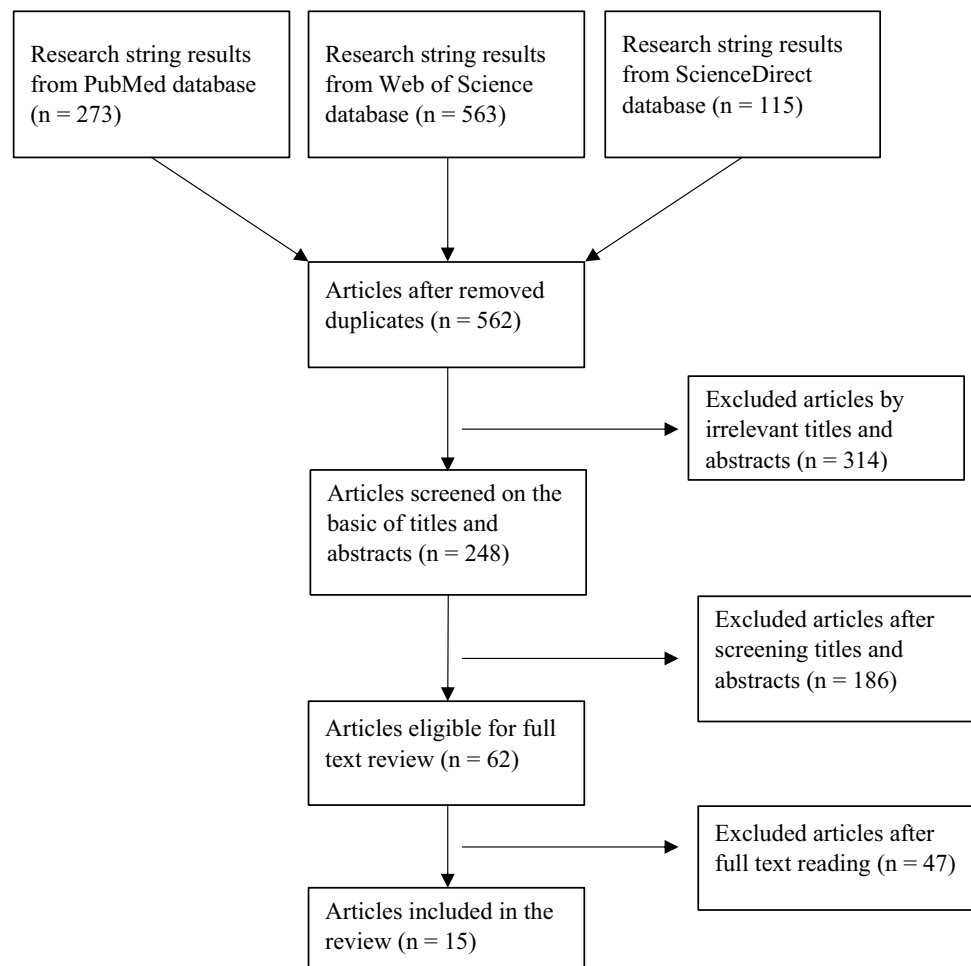 Research string results
from PubMed database
(n = 273)
Research string results
from Web of Science
database (n = 563)
Research string results
from ScienceDirect
database (n = 115)
Articles after removed
duplicates (n = 562)
Excluded articles by
irrelevant titles and
abstracts (n = 314)
Articles screened on the
basic of titles and
abstracts (n = 248)
Excluded articles after
screening titles and
abstracts (n = 186)
Articles eligible for full
text review (n = 62)
Excluded articles after
full text reading (n = 47)
Articles included in the
review (n = 15)